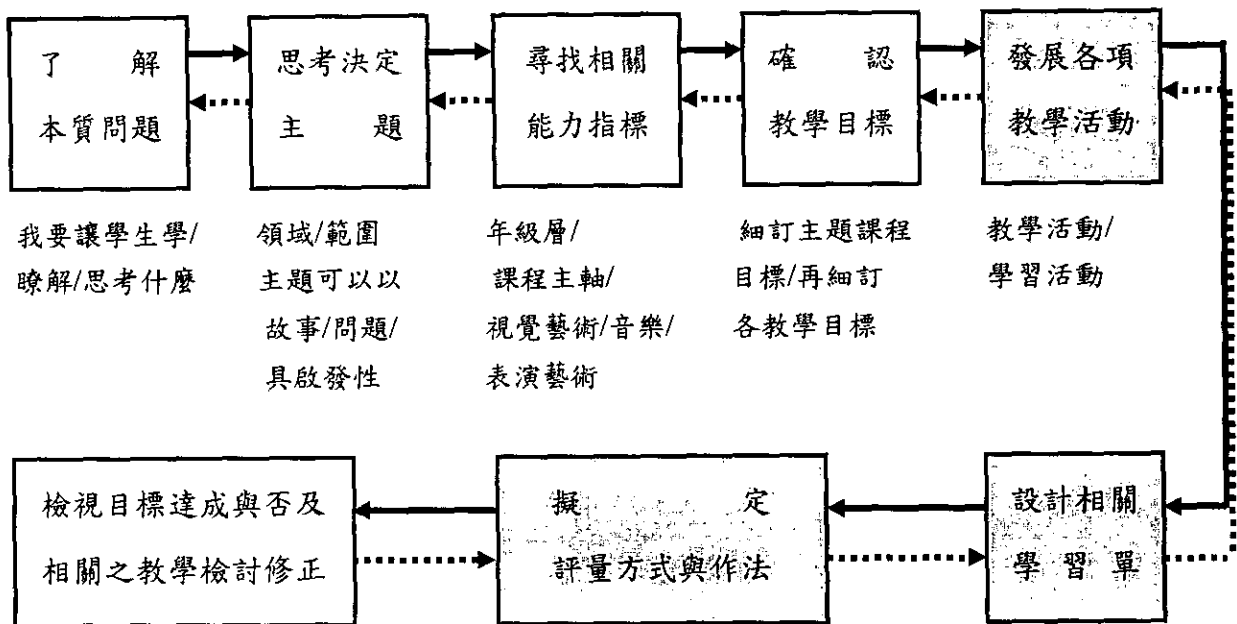 了解
本質問題
思考決定
主題
尋找相關
能力指標
確認
教學目標
發展各項
教學活動
我要讓學生學/
瞭解/思考什麼
領域/範圍
主題可以以
故事/問題/
具啟發性
年級層/
課程主軸/
視覺藝術/音樂/
表演藝術
細訂主題課程
目標/再細訂
各教學目標
教學活動/
學習活動
檢視目標達成與否及
相關之教學檢討修正
擬定
評量方式與作法
設計相關
學習單